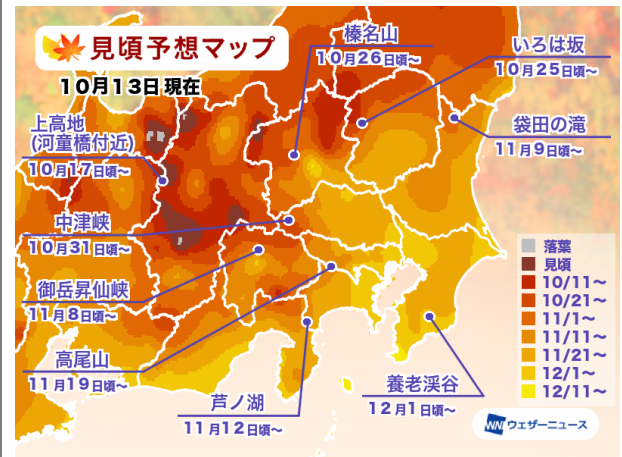 見頃予想マップ
10月13日 現在
榛名山
10月26日頃〜
いろは坂
10月25日頃〜
上高地
(河童橋付近)
10月17日頃〜
袋田の滝
11月9日頃〜
中津峡
10月31日頃〜
御岳昇仙峡
11月8日頃〜
高尾山
11月19日頃〜
芦ノ湖
11月12日頃〜
養老渓谷
12月1日頃〜
落葉
見頃
10/11〜
10/21〜
11/1〜
11/11〜
11/21〜
12/1〜
12/11〜
WN ウェザーニュース